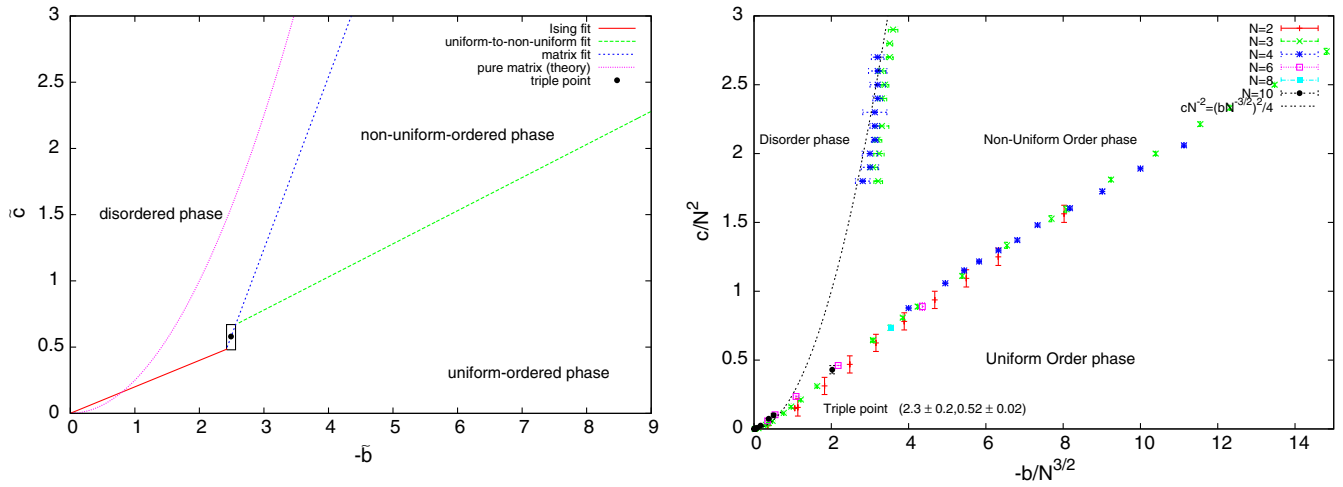 3
2.5
2
1.5
1
0.5
0
c̃
0 1 2 3 4 5 6 7 8 9
-b̃
Ising fit
uniform-to-non-uniform fit
matrix fit
pure matrix (theory)
triple point
non-uniform-ordered phase
disordered phase
uniform-ordered phase
3
2.5
2
1.5
1
0.5
0
c/N²
0 2 4 6 8 10 12 14
-b/N^{3/2}
N=2
N=3
N=4
N=6
N=8
N=10
cN⁻²=(bN^{-3/2})²/4
Disorder phase
Non-Uniform Order phase
Uniform Order phase
Triple point (2.3 ± 0.2,0.52 ± 0.02)